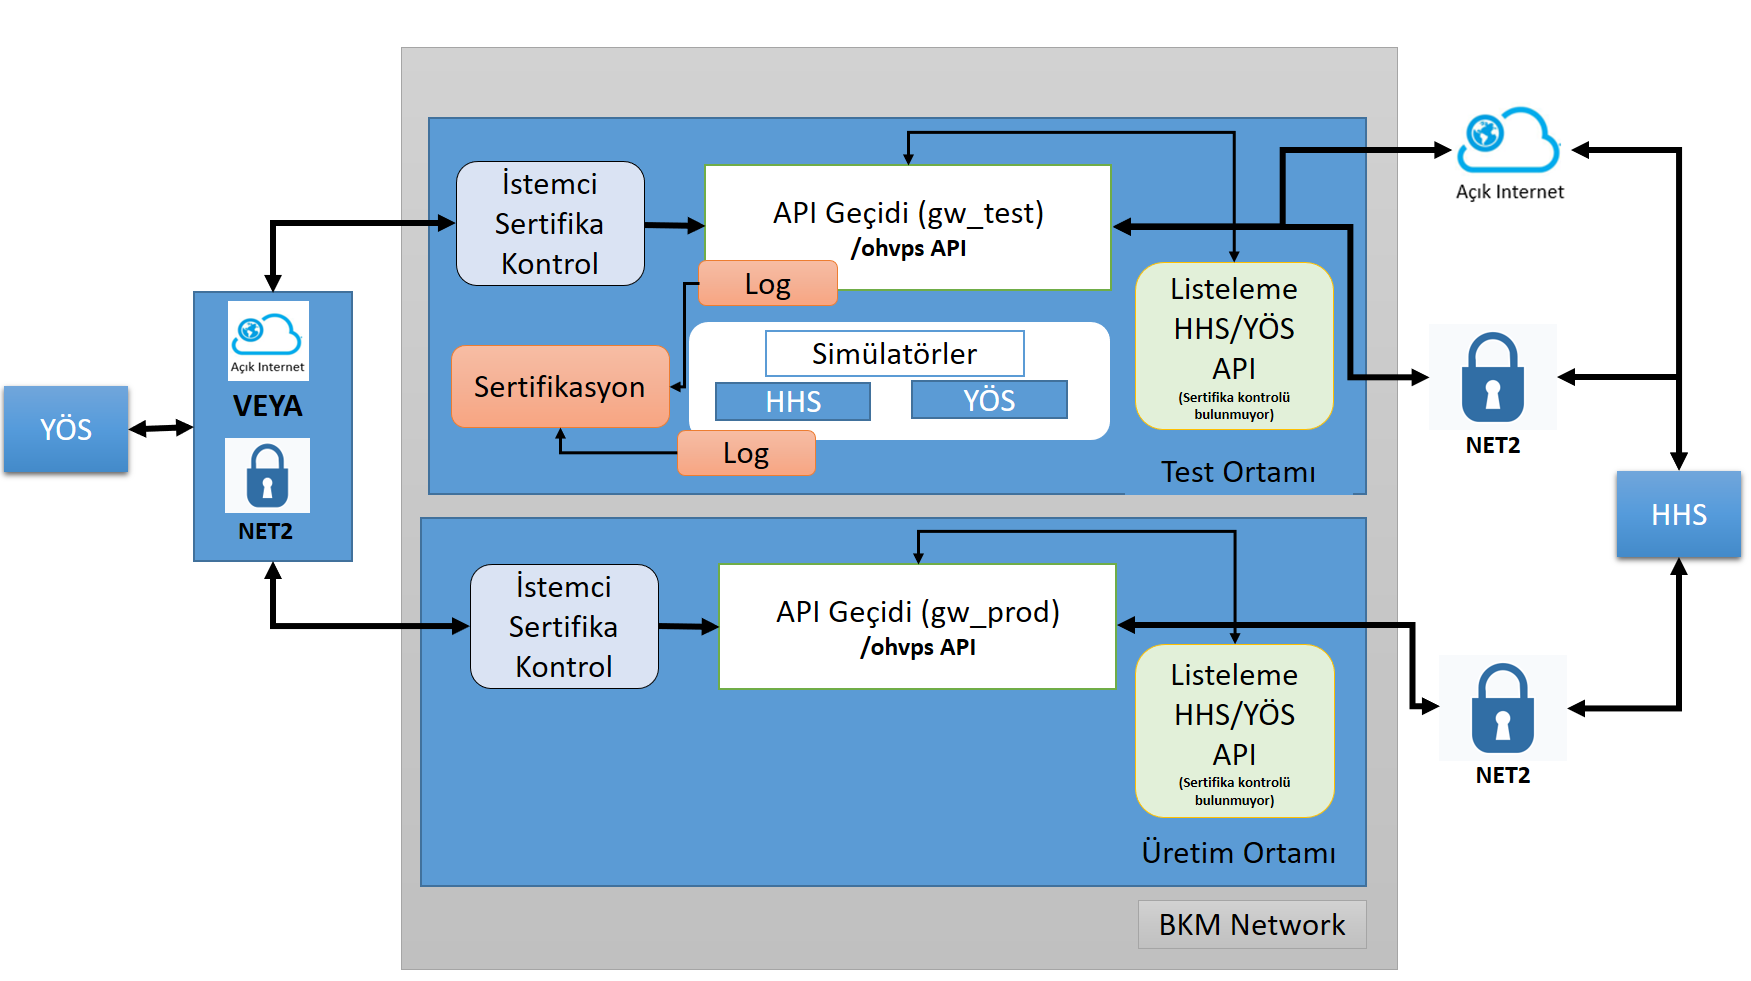 YÖS
Açık Internet
VEYA
NET2
İstemci
Sertifika
Kontrol
API Geçidi (gw_test)
/ohvps API
Log
Sertifikasyon
Simülatörler
HHS
YÖS
Log
Listeleme
HHS/YÖS
API
(Sertifika kontrolü
bulunmuyor)
Test Ortamı
İstemci
Sertifika
Kontrol
API Geçidi (gw_prod)
/ohvps API
Listeleme
HHS/YÖS
API
(Sertifika kontrolü
bulunmuyor)
Üretim Ortamı
BKM Network
Açık Internet
NET2
HHS
NET2